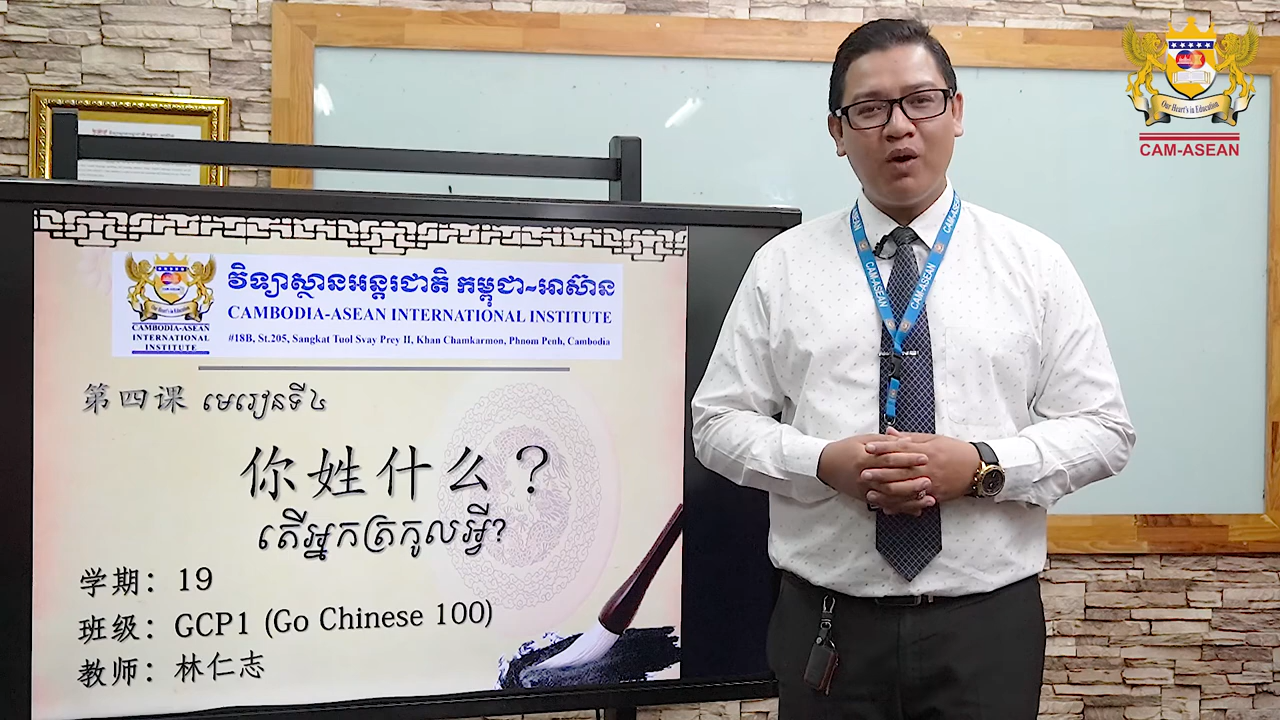 វិទ្យាស្ថានអន្តរជាតិ កម្ពុជា~អាស៊ាន
CAMBODIA-ASEAN INTERNATIONAL INSTITUTE
#18B, St.205, Sangkat Tuol Svay Prey II, Khan Chamkarmon, Phnom Penh, Cambodia
CAMBODIA-ASEAN
INTERNATIONAL
INSTITUTE
第四课 មេរៀនទី៤
你姓什么？
តើអ្នកត្រកូលអ្វី?
学期：19
班级：GCP1 (Go Chinese 100)
教师：林仁志
Our Heart's in Education
CAM-ASEAN
CAM-ASEAN
CAM-ASEAN
CAM-ASEAN